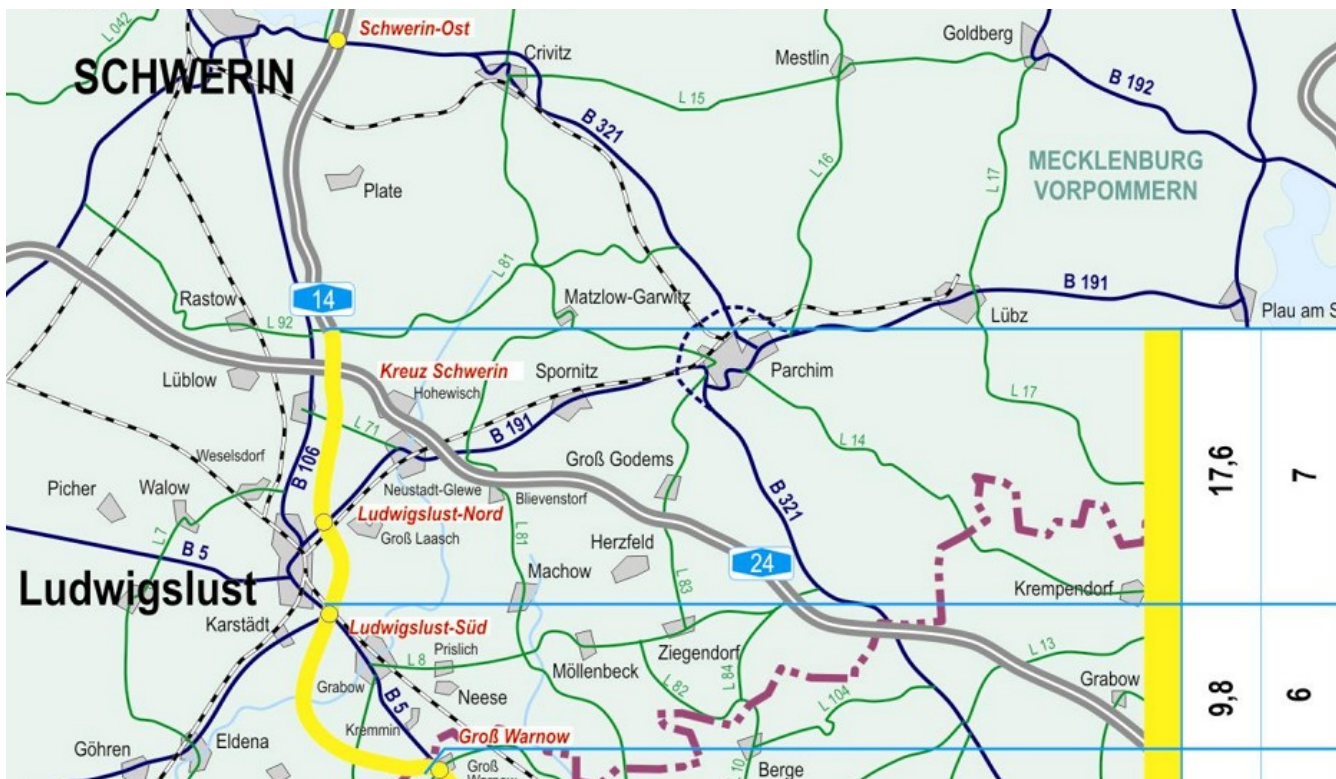 L 042
Schwerin-Ost
Goldberg
Crivitz
Mestlin
SCHWERIN
B 192
L 15
B 321
L 16
MECKLENBURG
VORPOMMERN
L 17
Plate
L 81
14
Rastow
Matzlow-Garwitz
B 191
Lübz
Plau am S
L 92
Kreuz Schwerin
Spornitz
Parchim
Lüblow
Hohewisch
L 17
L 71
B 191
L 14
Weselsdorf
B 106
Groß Godems
17,6
7
Picher
Walow
Neustadt-Glewe
Blievenstorf
B 321
Ludwigslust-Nord
Groß Laasch
L 7
B 5
L 81
Herzfeld
24
Machow
Krempendorf
Ludwigslust
L 83
Karstädt
Ludwigslust-Süd
Prislich
Ziegendorf
L 13
L 8
Möllenbeck
L 84
Grabow
Neese
L 82
Grabow
B 5
L 104
9,8
6
Kremmin
Groß Warnow
Göhren
Eldena
Groß
Warnow
L 10
Berge